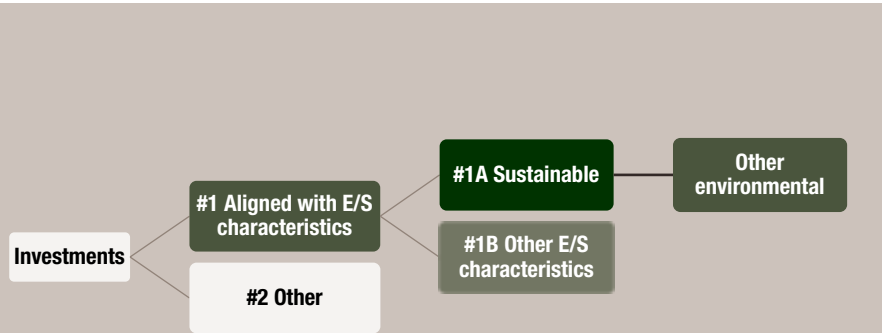 Investments
#1 Aligned with E/S
characteristics
#2 Other
#1A Sustainable
#1B Other E/S
characteristics
Other
environmental